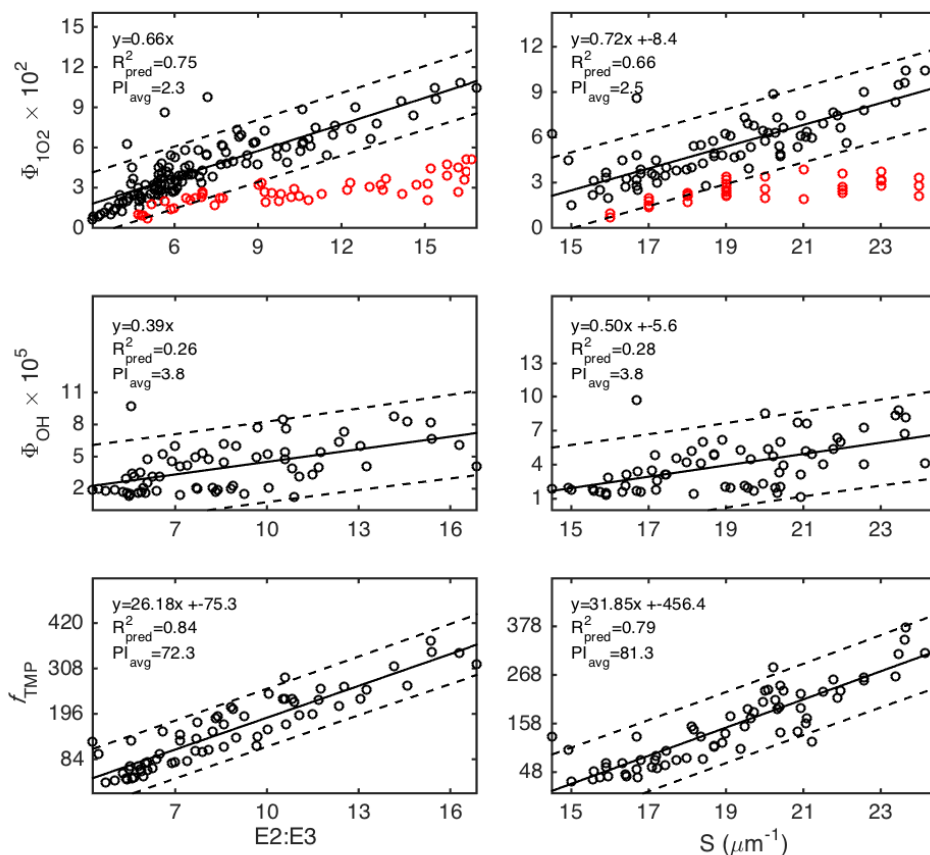 Φ1O2 × 10²
15
12
9
6
3
0
y=0.66x
R²pred=0.75
PIavg=2.3
6 9 12 15
12
9
6
3
0
y=0.72x +-8.4
R²pred=0.66
PIavg=2.5
15 17 19 21 23
ΦOH × 10⁵
11
8
5
2
y=0.39x
R²pred=0.26
PIavg=3.8
7 10 13 16
13
10
7
4
1
y=0.50x +-5.6
R²pred=0.28
PIavg=3.8
15 17 19 21 23
fTMP
420
308
196
84
y=26.18x +-75.3
R²pred=0.84
PIavg=72.3
7 10 13 16
E2:E3
378
268
158
48
y=31.85x +-456.4
R²pred=0.79
PIavg=81.3
15 17 19 21 23
S (μm⁻¹)